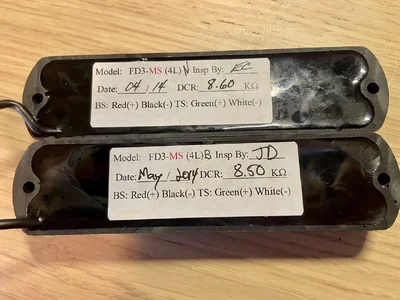 Model: FD3-MS (4L) N Insp By: EC
Date: 04/14 DCR: 8.60 KΩ
BS: Red(+) Black(-) TS: Green(+) White(-)
Model: FD3-MS (4L) B Insp By: JD
Date: May / 2014 DCR: 8.50 KΩ
BS: Red(+) Black(-) TS: Green(+) White(-)